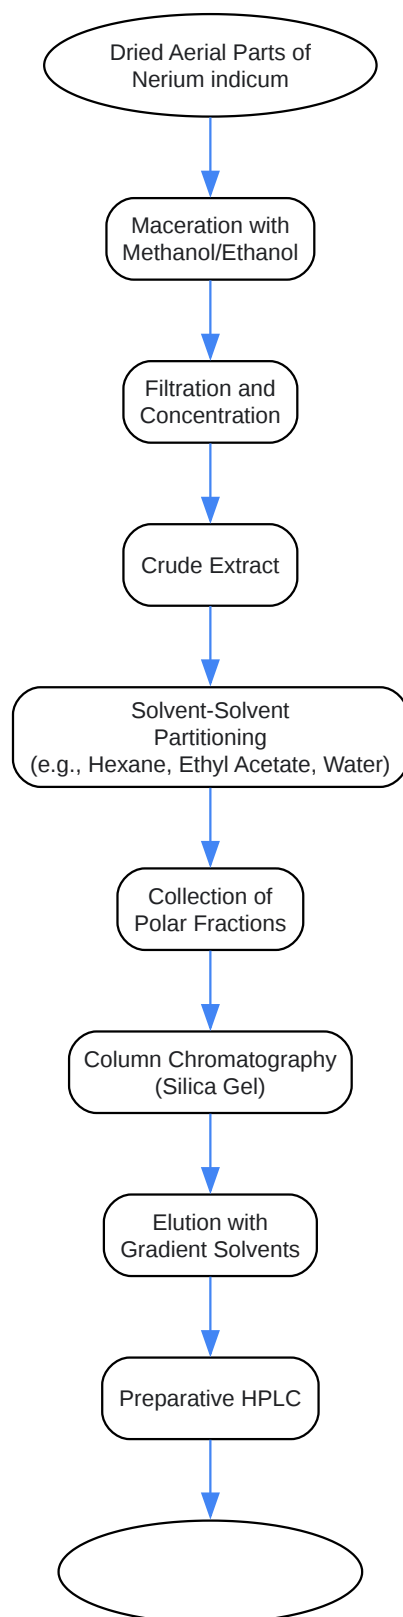 Dried Aerial Parts of
Nerium indicum
Maceration with
Methanol/Ethanol
Filtration and
Concentration
Crude Extract
Solvent-Solvent
Partitioning
(e.g., Hexane, Ethyl Acetate, Water)
Collection of
Polar Fractions
Column Chromatography
(Silica Gel)
Elution with
Gradient Solvents
Preparative HPLC